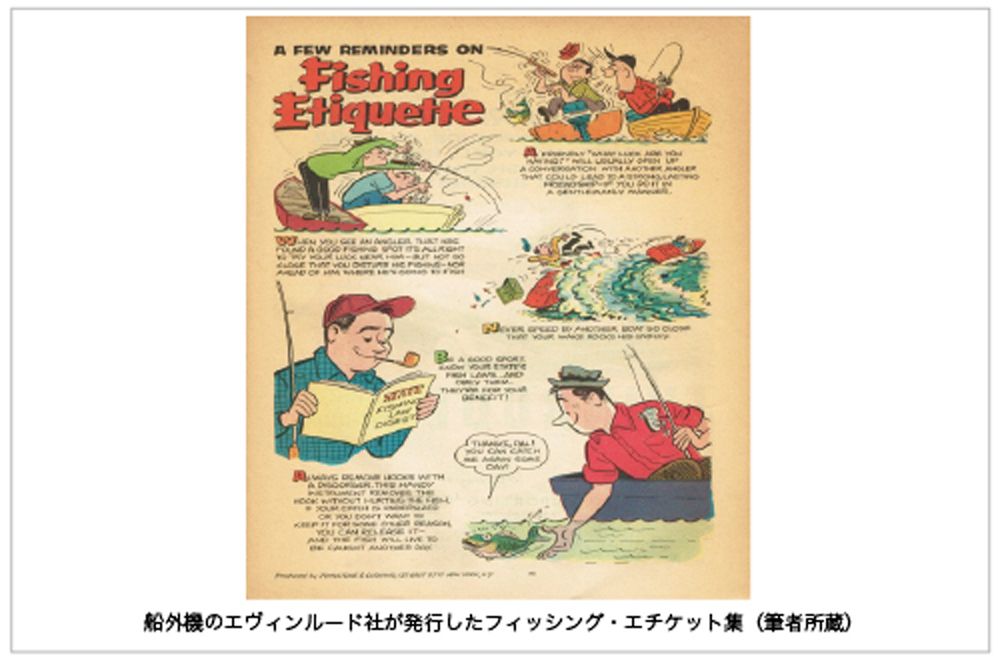 A FEW REMINDERS ON
Fishing
Etiquette
A FRIENDLY "WHAT LUCK ARE YOU
HAVING?" WILL USUALLY OPEN UP
A CONVERSATION WITH ANOTHER ANGLER
THAT COULD LEAD TO A STRONG, LASTING
FRIENDSHIP—IF YOU DO IT IN
A GENTLEMANLY MANNER.
WHEN YOU SEE AN ANGLER THAT HAS
FOUND A GOOD FISHING SPOT IT'S ALL RIGHT
TO TRY YOUR LUCK NEAR HIM—BUT NOT SO
CLOSE THAT YOU DISTURB HIS FISHING—NOR
AHEAD OF HIM WHERE HE'S GOING TO FISH
NEVER SPEED BY ANOTHER BOAT SO CLOSE
THAT YOUR WAKE ROCKS HIS
BE A GOOD SPORT.
KNOW YOUR STATE'S
FISH LAWS...AND
OBEY THEM...
THEY'RE FOR YOUR
BENEFIT!
STATE
FISHING
LAW
DIGEST
THANKS, PAL!
YOU CAN CATCH
ME AGAIN SOME
DAY!
ALWAYS REMOVE HOOKS WITH
A DISGORGER. THIS HANDY
INSTRUMENT REMOVES THE
HOOK WITHOUT HURTING THE FISH.
IF YOUR CATCH IS UNDERSIZED
OR YOU DON'T WANT TO
KEEP IT FOR SOME OTHER REASON,
YOU CAN RELEASE IT—
AND THE FISH WILL LIVE TO
BE CAUGHT ANOTHER DAY.
Produced by
船外機のエヴィンルード社が発行したフィッシング・エチケット集（筆者所蔵）